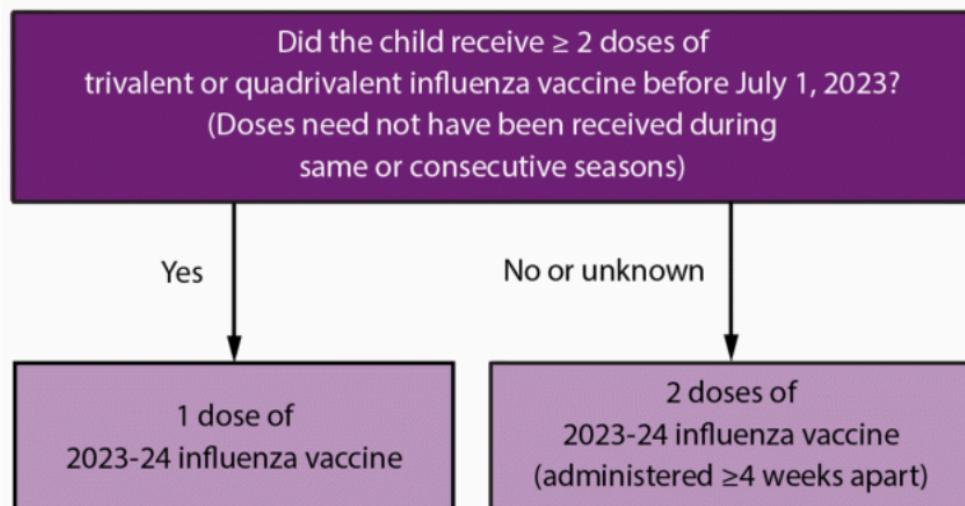 Did the child receive ≥ 2 doses of
trivalent or quadrivalent influenza vaccine before July 1, 2023?
(Doses need not have been received during
same or consecutive seasons)
Yes
No or unknown
1 dose of
2023-24 influenza vaccine
2 doses of
2023-24 influenza vaccine
(administered ≥4 weeks apart)